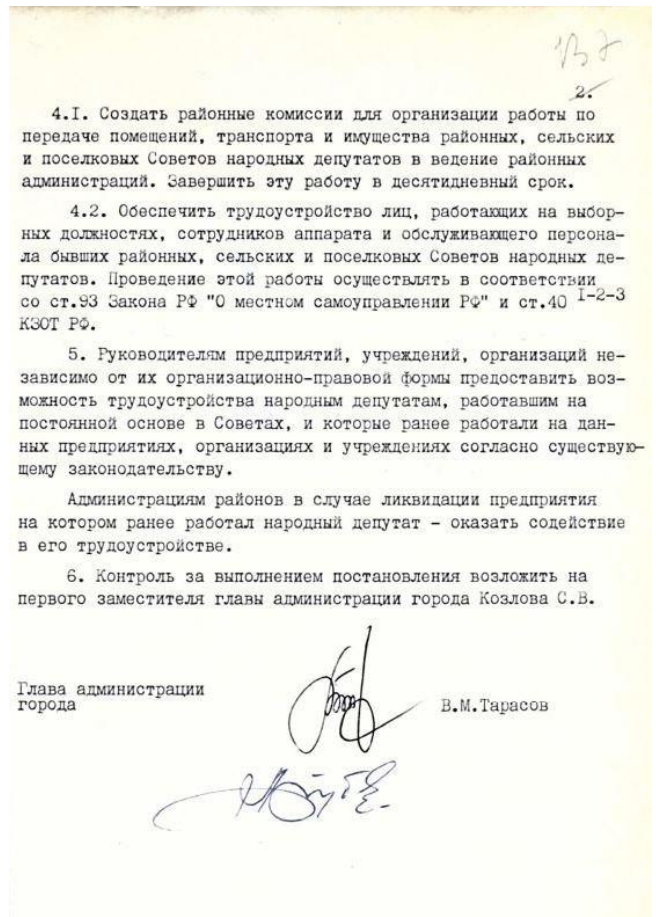 137
2.
4.I. Создать районные комиссии для организации работы по
передаче помещений, транспорта и имущества районных, сельских
и поселковых Советов народных депутатов в ведение районных
администраций. Завершить эту работу в десятидневный срок.
4.2. Обеспечить трудоустройство лиц, работающих на выбор-
ных должностях, сотрудников аппарата и обслуживающего персона-
ла бывших районных, сельских и поселковых Советов народных де-
путатов. Проведение этой работы осуществлять в соответствии
со ст.93 Закона РФ "О местном самоуправлении РФ" и ст.40 I-2-3
КЗОТ РФ.
5. Руководителям предприятий, учреждений, организаций не-
зависимо от их организационно-правовой формы предоставить воз-
можность трудоустройства народным депутатам, работавшим на
постоянной основе в Советах, и которые ранее работали на дан-
ных предприятиях, организациях и учреждениях согласно существую-
щему законодательству.
Администрациям районов в случае ликвидации предприятия
на котором ранее работал народный депутат - оказать содействие
в его трудоустройстве.
6. Контроль за выполнением постановления возложить на
первого заместителя главы администрации города Козлова С.В.
Глава администрации
города В.М.Тарасов